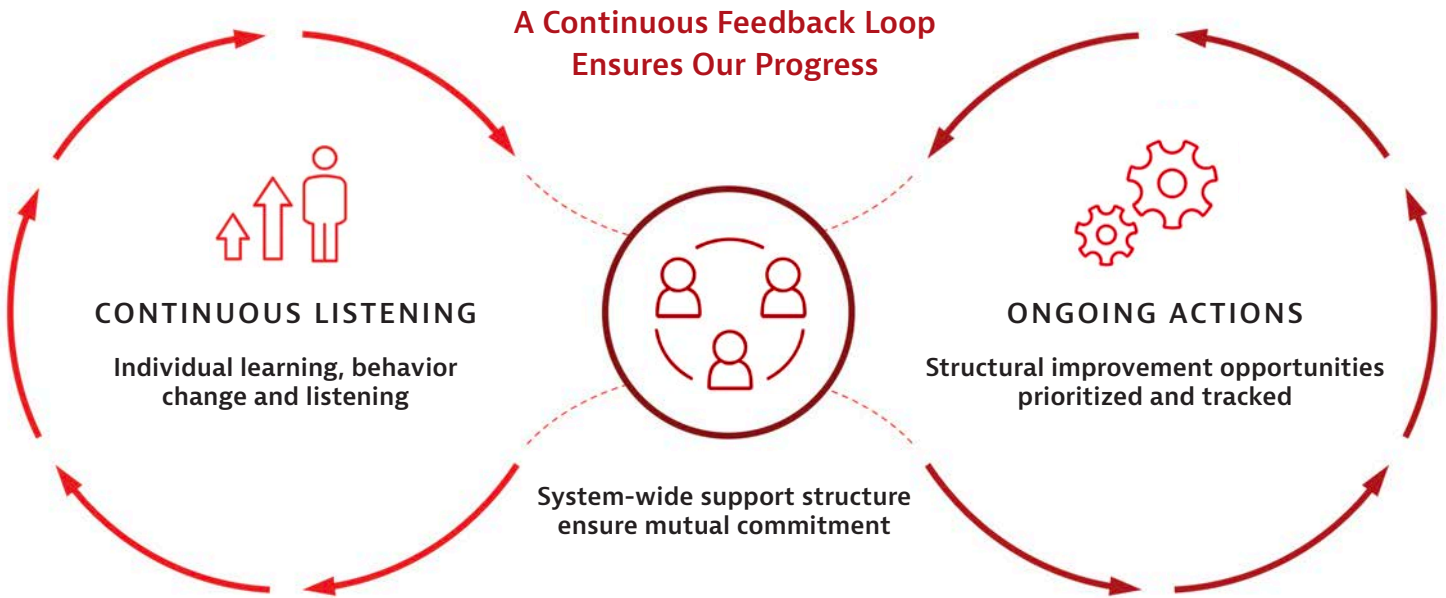 A Continuous Feedback Loop
Ensures Our Progress
CONTINUOUS LISTENING
Individual learning, behavior
change and listening
ONGOING ACTIONS
Structural improvement opportunities
prioritized and tracked
System-wide support structure
ensure mutual commitment